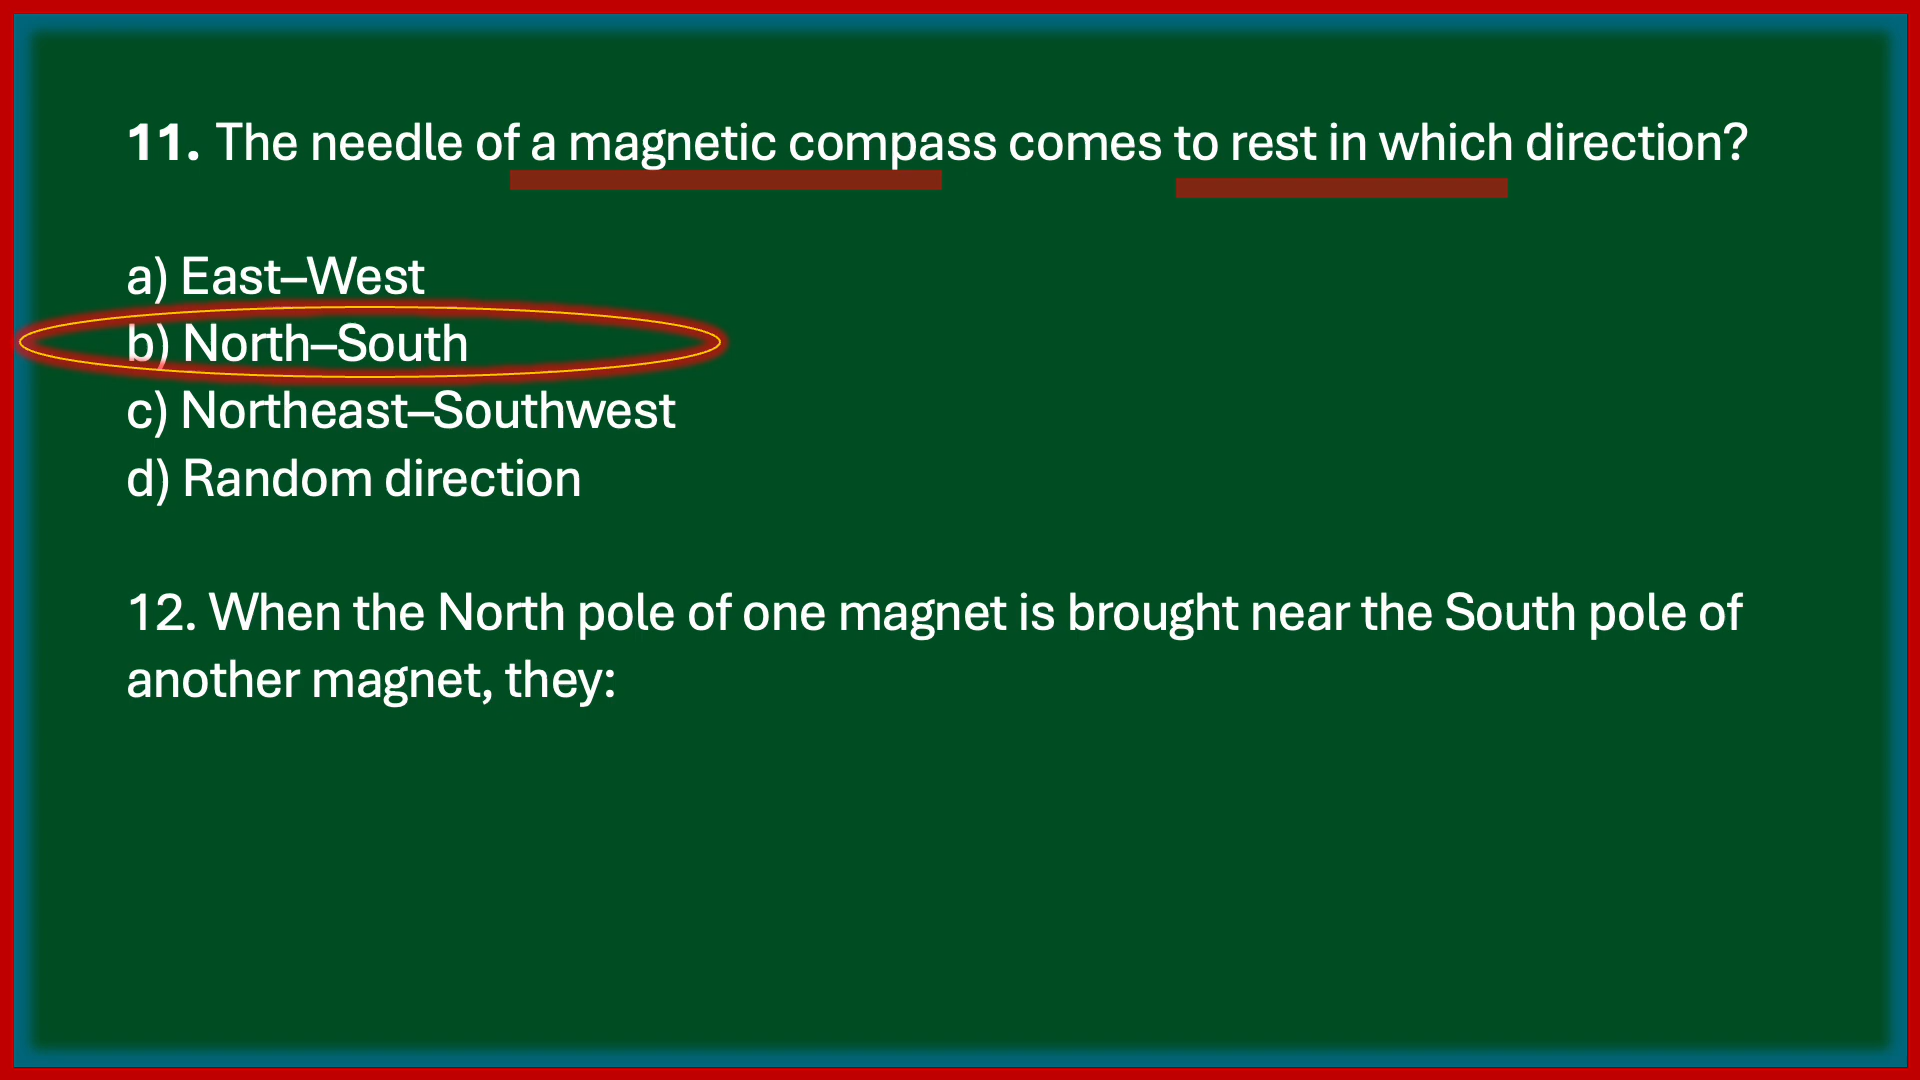 11. The needle of a magnetic compass comes to rest in which direction?
a) East–West
b) North–South
c) Northeast–Southwest
d) Random direction
12. When the North pole of one magnet is brought near the South pole of
another magnet, they: